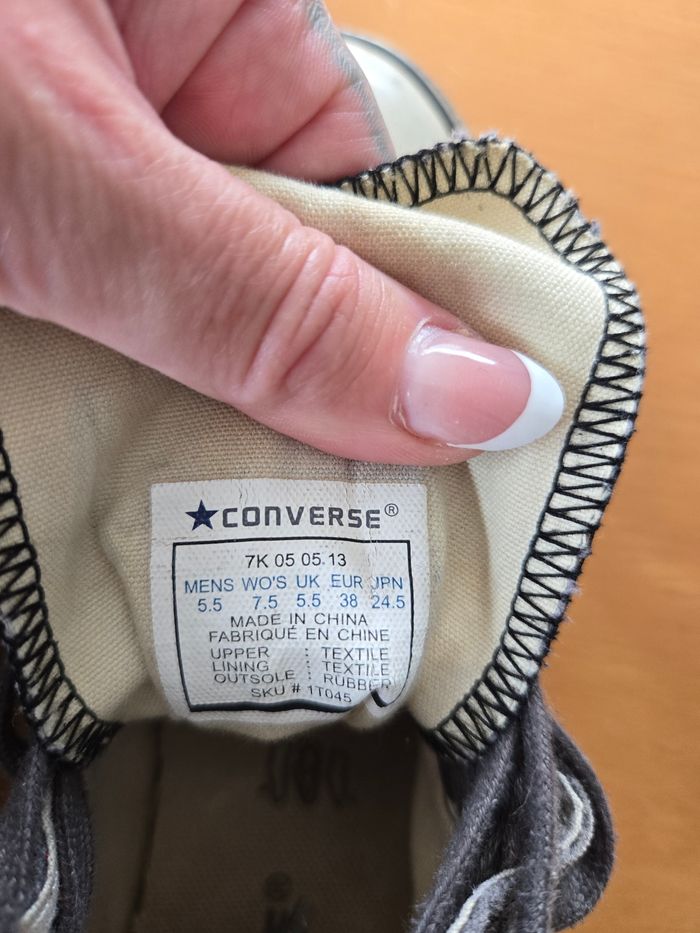 ★CONVERSE®
7K 05 05.13
MENS WO'S UK EUR JPN
5.5 7.5 5.5 38 24.5
MADE IN CHINA
FABRIQUÉ EN CHINE
UPPER : TEXTILE
LINING : TEXTILE
OUTSOLE : RUBBER
SKU # 1T045